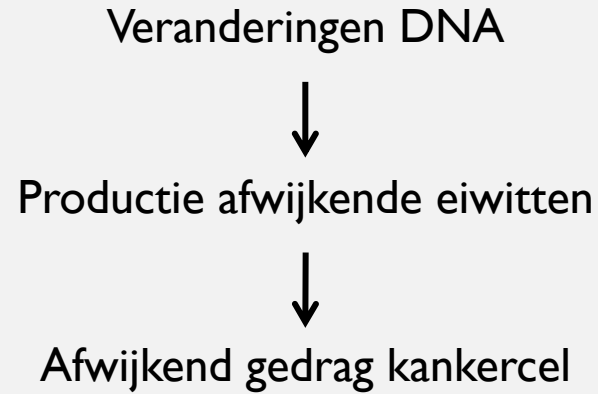 Veranderingen DNA
Productie afwijkende eiwitten
Afwijkend gedrag kankercel